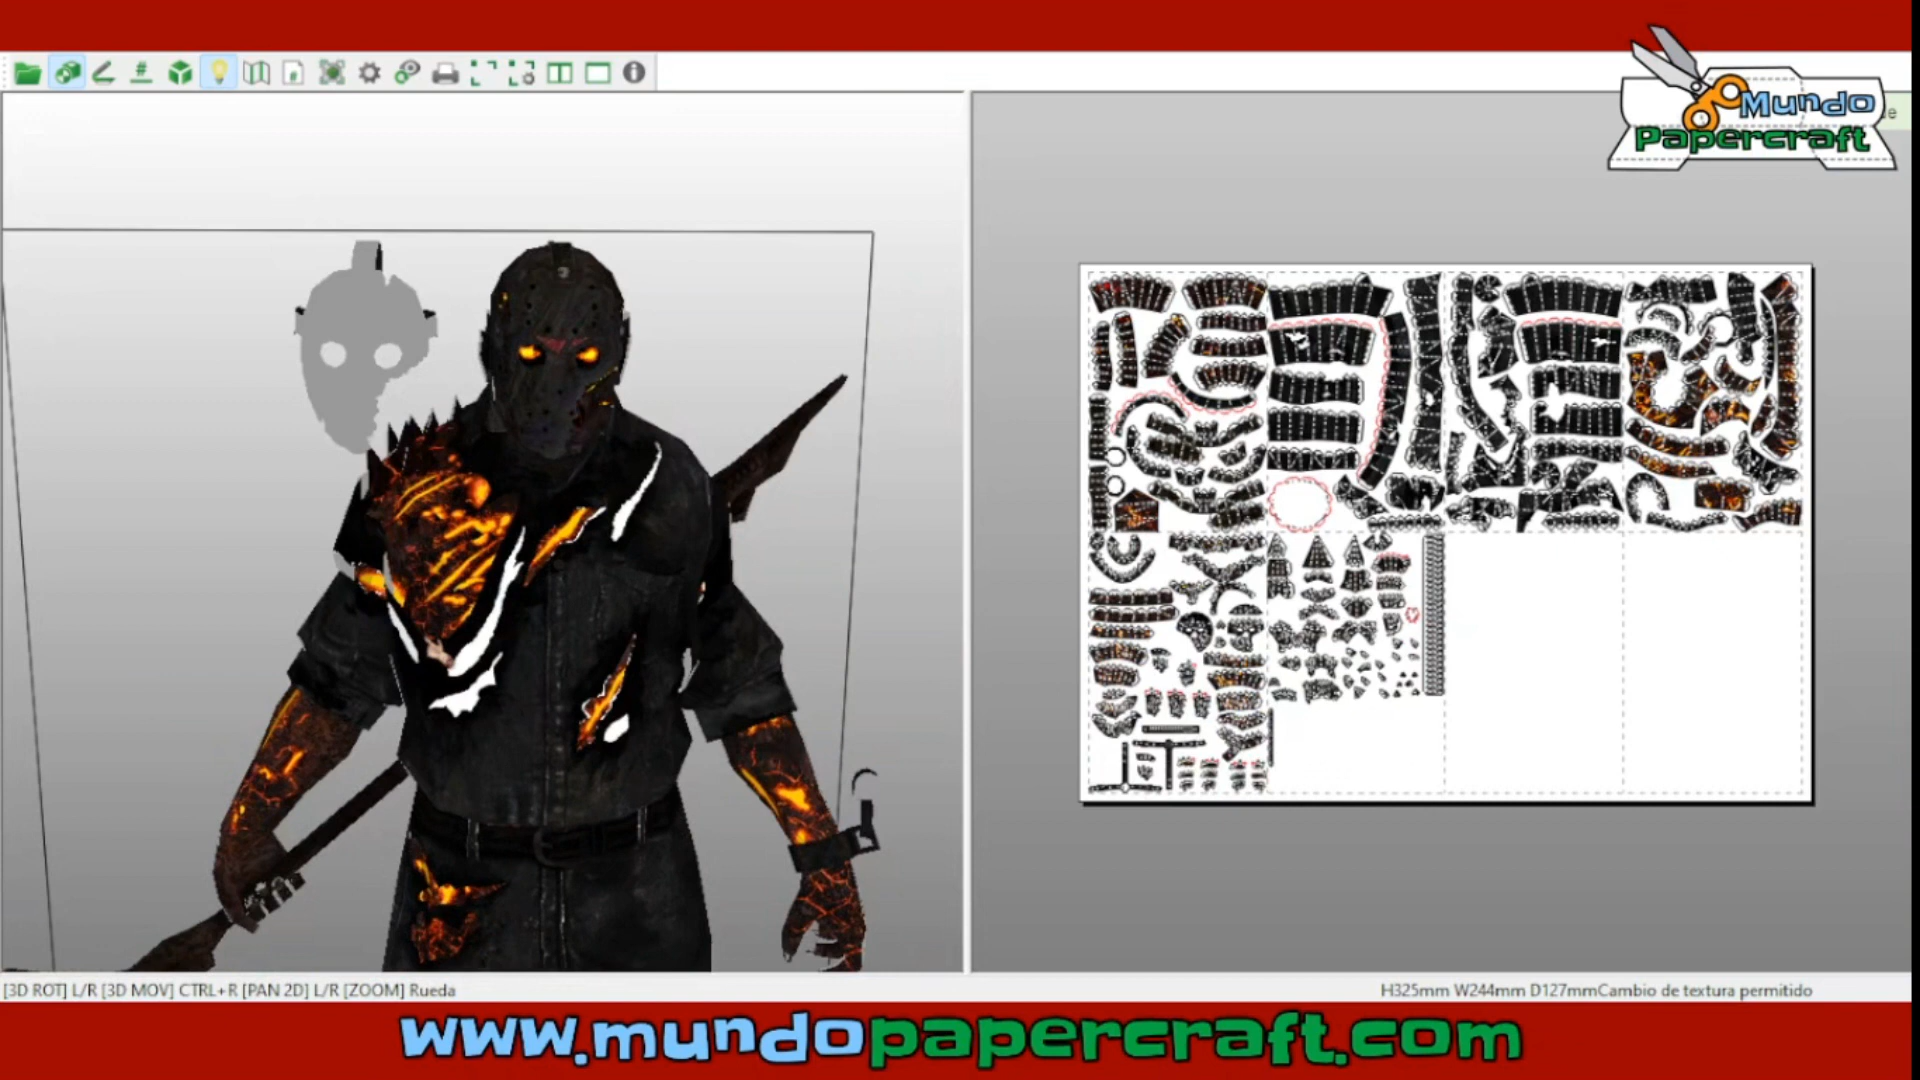 Mundo
Papercraft
[3D ROT] L/R [3D MOV] CTRL+R [PAN 2D] L/R [ZOOM] Rueda
H325mm W244mm D127mmCambio de textura permitido
www.mundopapercraft.com